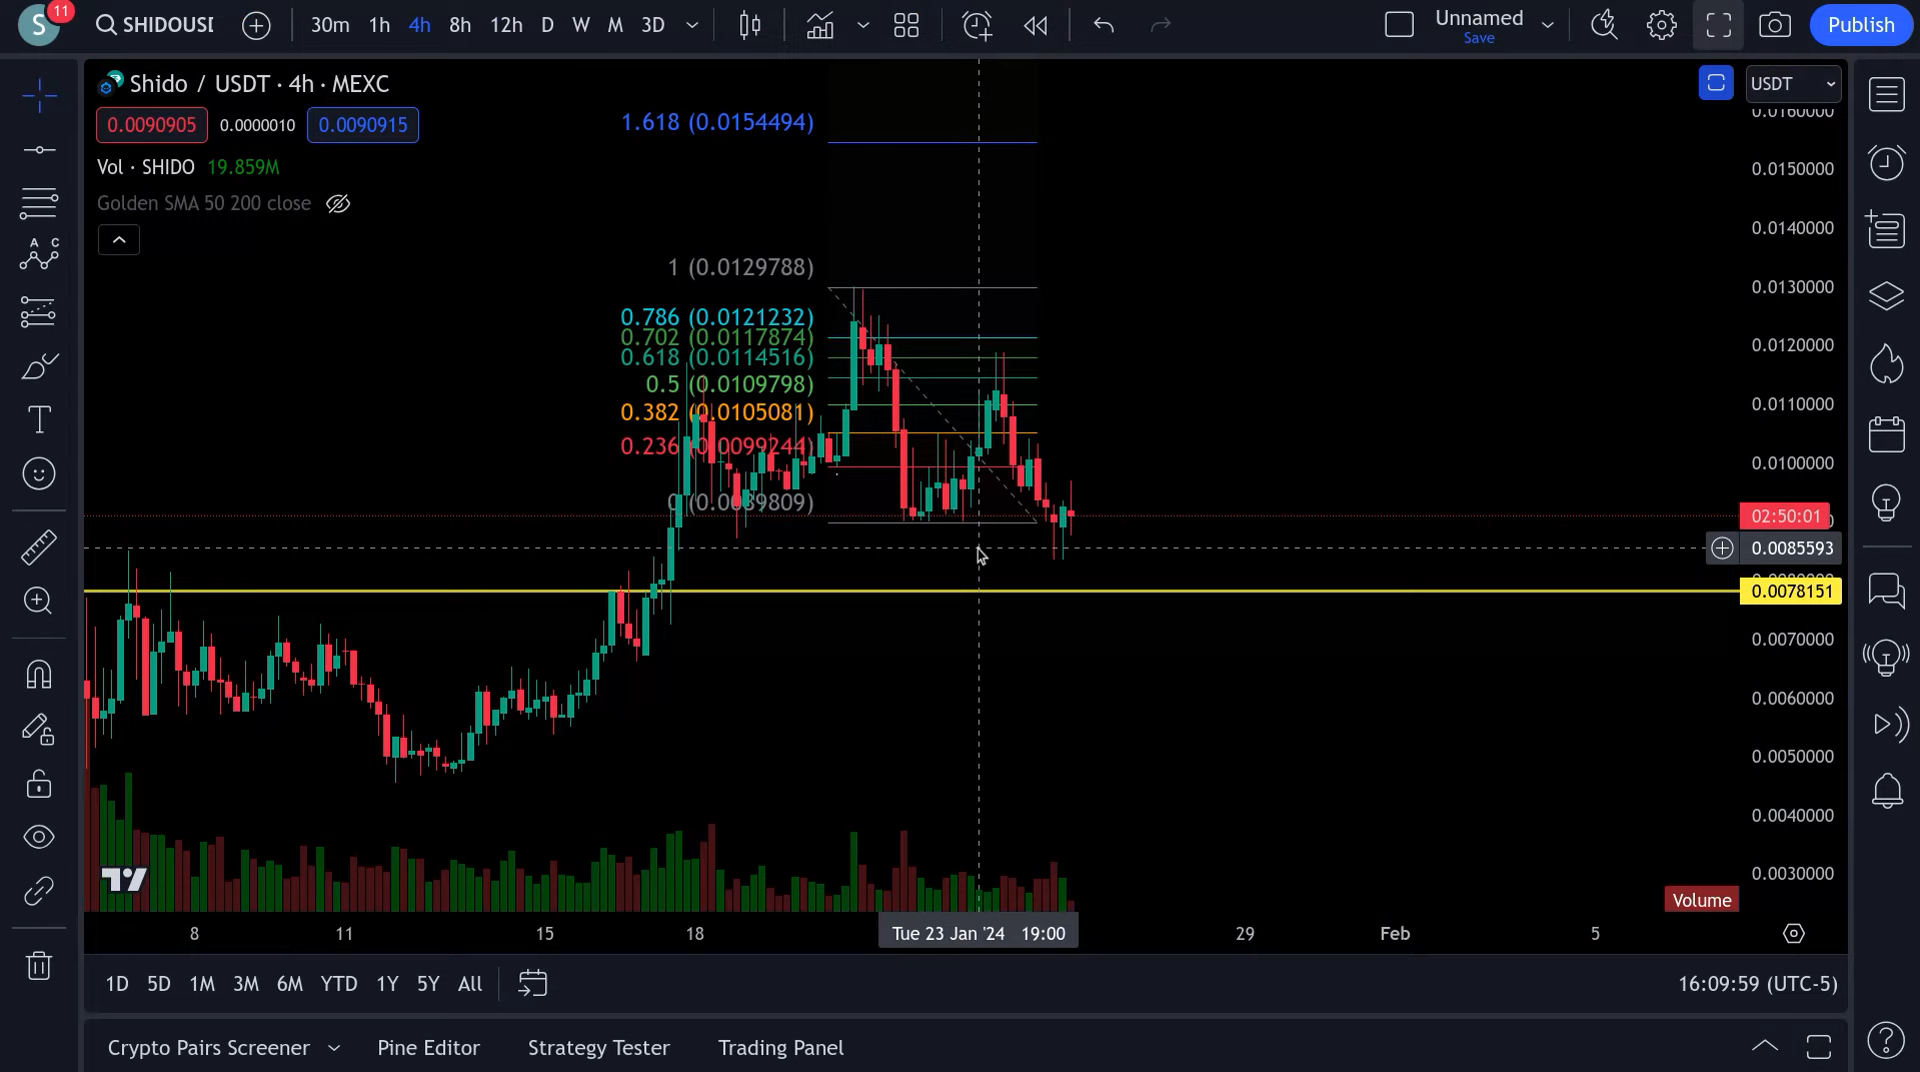 S
11
SHIDOUSI
30m 1h 4h 8h 12h D W M 3D
Unnamed
Save
Publish
Shido / USDT · 4h · MEXC
0.0090905 0.0000010 0.0090915
Vol · SHIDO 19.859M
Golden SMA 50 200 close
1.618 (0.0154494)
1 (0.0129788)
0.786 (0.0121232)
0.702 (0.0117874)
0.618 (0.0114516)
0.5 (0.0109798)
0.382 (0.0105081)
0.236 (0.0099244)
0 (0.0089809)
A C
USDT
0.0160000
0.0150000
0.0140000
0.0130000
0.0120000
0.0110000
0.0100000
02:50:01
0.0085593
0.0078151
0.0070000
0.0060000
0.0050000
0.0040000
0.0030000
Volume
8 11 15 18 Tue 23 Jan '24 19:00 29 Feb 5
1D 5D 1M 3M 6M YTD 1Y 5Y All
16:09:59 (UTC-5)
Crypto Pairs Screener Pine Editor Strategy Tester Trading Panel